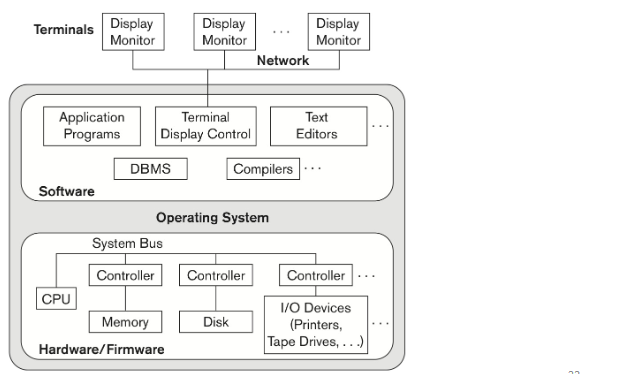 Terminals
Display
Monitor
Display
Monitor
...
Display
Monitor
Network
Application
Programs
Terminal
Display Control
Text
Editors
...
DBMS
Compilers
...
Software
Operating System
System Bus
Controller
Controller
Controller
...
CPU
Memory
Disk
I/O Devices
(Printers,
Tape Drives, . . .)
...
Hardware/Firmware